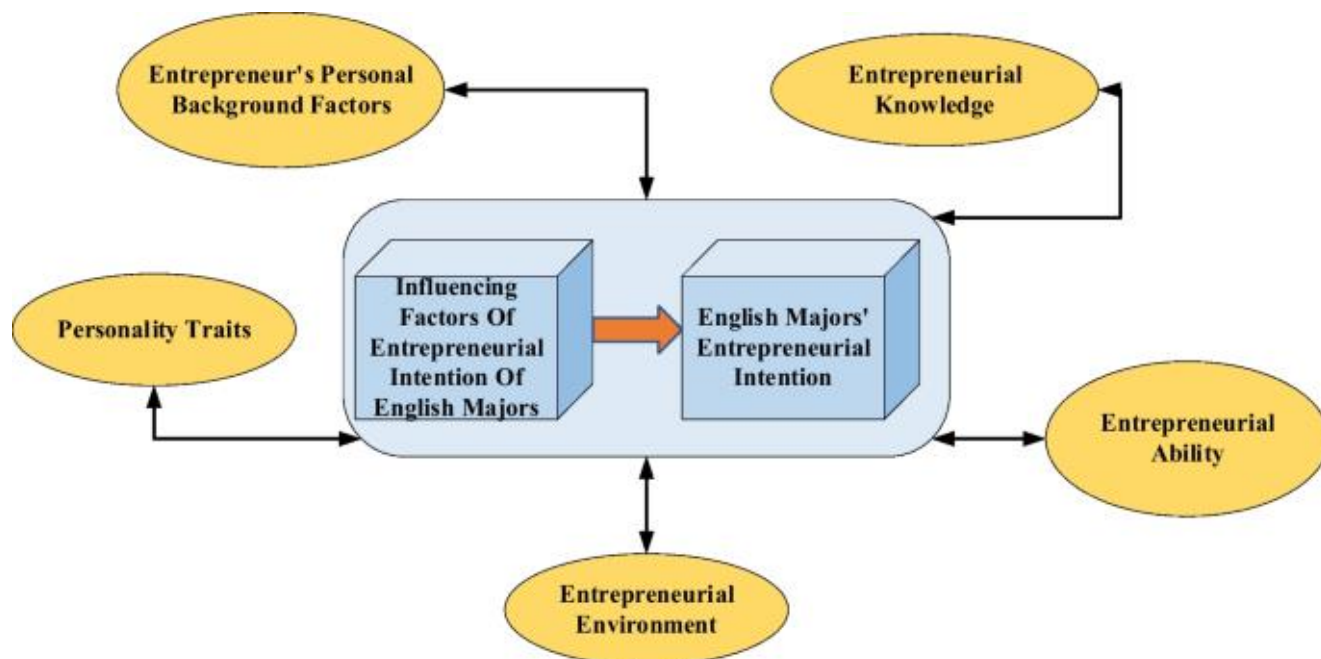 Entrepreneur's Personal
Background Factors
Entrepreneurial
Knowledge
Influencing
Factors Of
Entrepreneurial
Intention Of
English Majors
English Majors'
Entrepreneurial
Intention
Personality Traits
Entrepreneurial
Ability
Entrepreneurial
Environment